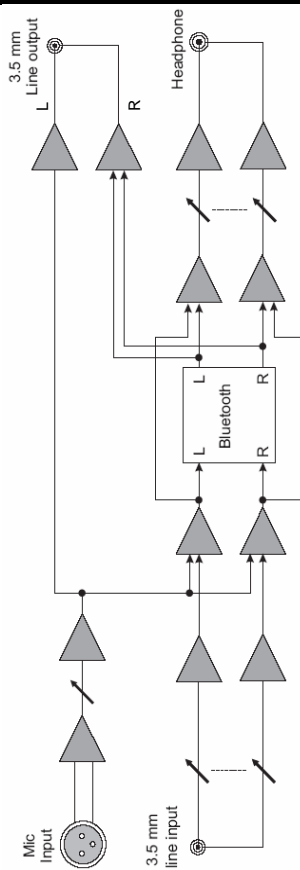 Mic
Input
3.5 mm
line input
L
R
Bluetooth
L
R
3.5 mm
Line output
L
R
Headphone